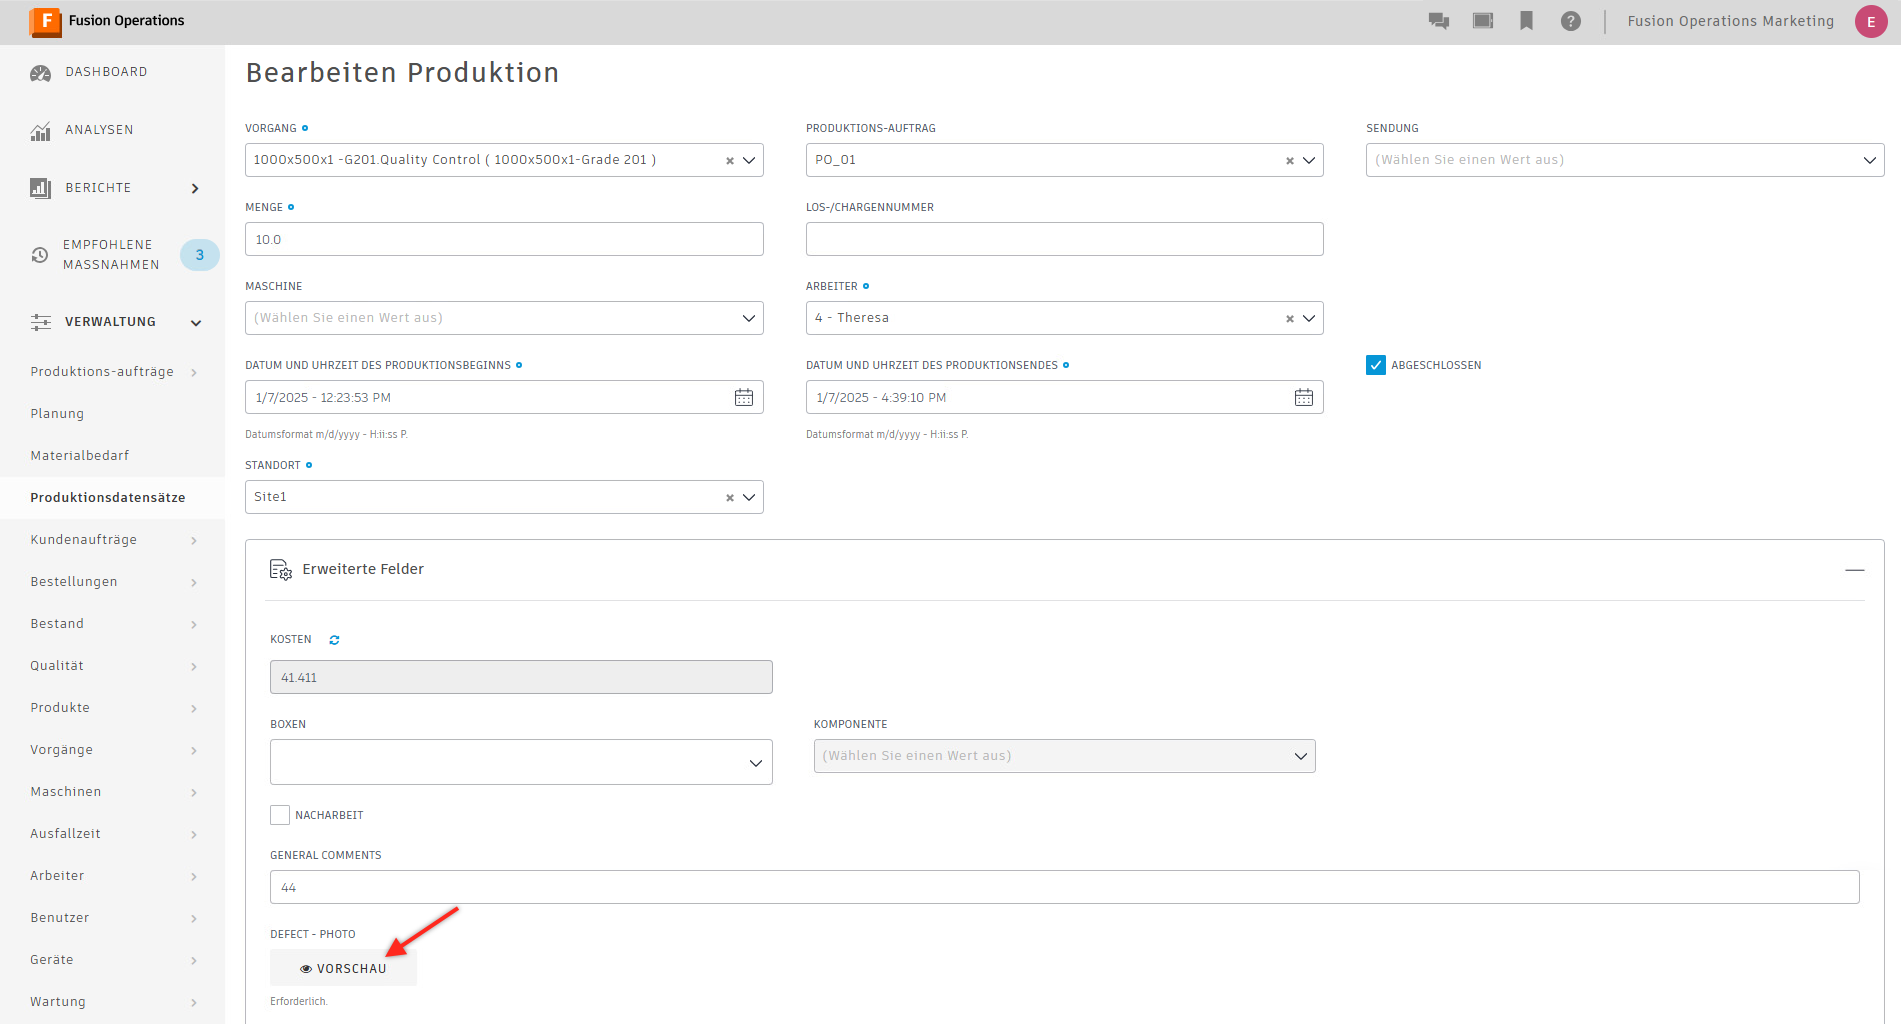 F Fusion Operations
? Fusion Operations Marketing E
DASHBOARD
ANALYSEN
BERICHTE
EMPFOHLENE
MASSNAHMEN
3
VERWALTUNG
Produktions-aufträge
Planung
Materialbedarf
Produktionsdatensätze
Kundenaufträge
Bestellungen
Bestand
Qualität
Produkte
Vorgänge
Maschinen
Ausfallzeit
Arbeiter
Benutzer
Geräte
Wartung
Bearbeiten Produktion
VORGANG
1000x500x1 -G201.Quality Control ( 1000x500x1-Grade 201 )
PRODUKTIONS-AUFTRAG
PO_01
SENDUNG
(Wählen Sie einen Wert aus)
MENGE
10.0
LOS-/CHARGENNUMMER
MASCHINE
(Wählen Sie einen Wert aus)
ARBEITER
4 - Theresa
DATUM UND UHRZEIT DES PRODUKTIONSBEGINNS
1/7/2025 - 12:23:53 PM
Datumsformat m/d/yyyy - H:ii:ss P.
DATUM UND UHRZEIT DES PRODUKTIONSENDES
1/7/2025 - 4:39:10 PM
Datumsformat m/d/yyyy - H:ii:ss P.
ABGESCHLOSSEN
STANDORT
Site1
Erweiterte Felder
KOSTEN
41.411
BOXEN
KOMPONENTE
(Wählen Sie einen Wert aus)
NACHARBEIT
GENERAL COMMENTS
44
DEFECT - PHOTO
VORSCHAU
Erforderlich.